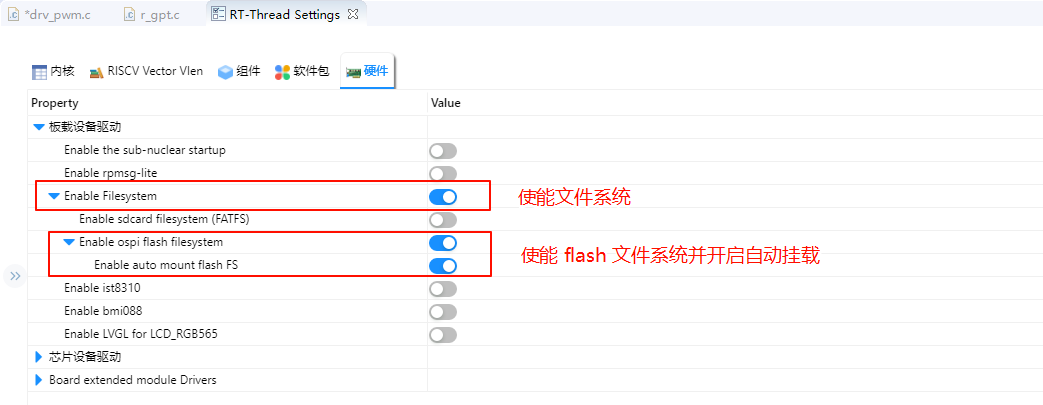 *drv_pwm.c r_gpt.c RT-Thread Settings
内核 RISCV Vector Vlen 组件 软件包 硬件
Property Value
板载设备驱动
Enable the sub-nuclear startup
Enable rpmsg-lite
Enable Filesystem 使能文件系统
Enable sdcard filesystem (FATFS)
Enable ospi flash filesystem
使能 flash 文件系统并开启自动挂载
Enable auto mount flash FS
Enable ist8310
Enable bmi088
Enable LVGL for LCD_RGB565
芯片设备驱动
Board extended module Drivers